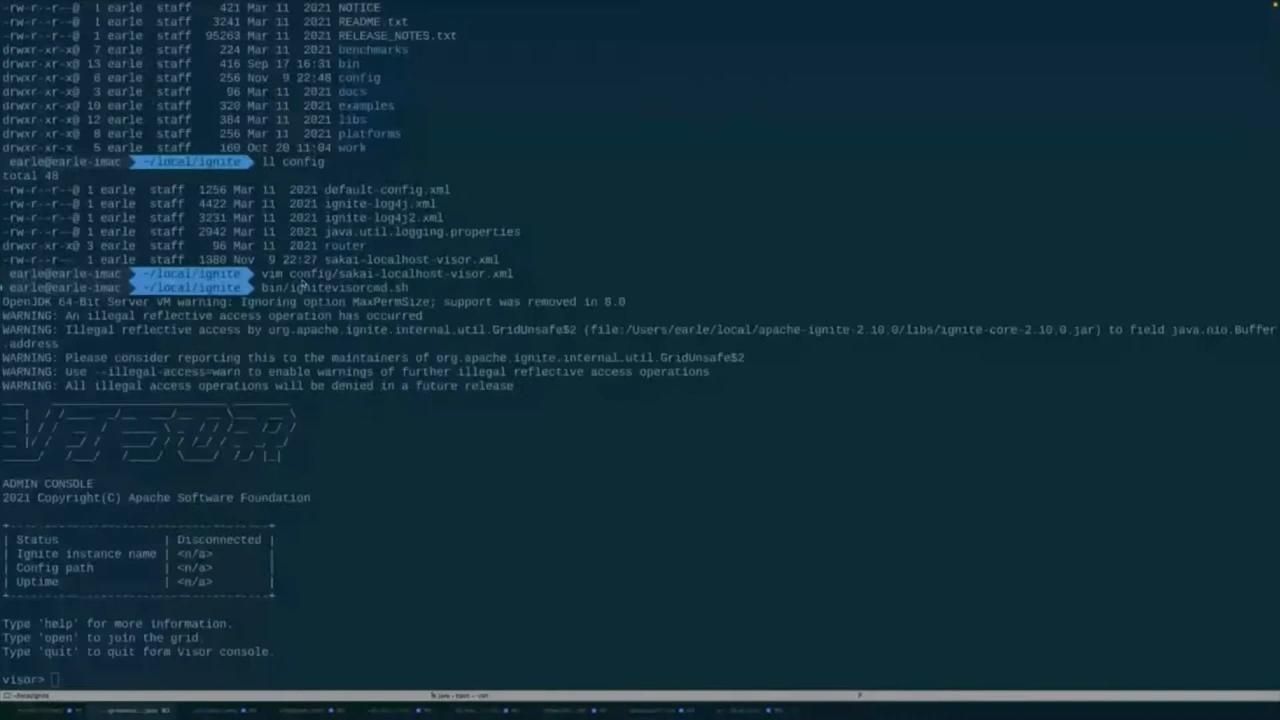 -rw-r--r--@ 1 earle staff 421 Mar 11 2021 NOTICE
-rw-r--r--@ 1 earle staff 3241 Mar 11 2021 README.txt
-rw-r--r--@ 1 earle staff 95263 Mar 11 2021 RELEASE_NOTES.txt
drwxr-xr-x@ 7 earle staff 224 Mar 11 2021 benchmarks
drwxr-xr-x@ 13 earle staff 416 Sep 17 16:31 bin
drwxr-xr-x@ 8 earle staff 256 Nov 9 22:48 config
drwxr-xr-x@ 3 earle staff 96 Mar 11 2021 docs
drwxr-xr-x@ 10 earle staff 320 Mar 11 2021 examples
drwxr-xr-x@ 12 earle staff 384 Mar 11 2021 libs
drwxr-xr-x@ 8 earle staff 256 Mar 11 2021 platforms
drwxr-xr-x 5 earle staff 160 Oct 20 11:04 work
earle@earle-imac ~/local/ignite ll config
total 48
-rw-r--r--@ 1 earle staff 1256 Mar 11 2021 default-config.xml
-rw-r--r--@ 1 earle staff 4422 Mar 11 2021 ignite-log4j.xml
-rw-r--r--@ 1 earle staff 3231 Mar 11 2021 ignite-log4j2.xml
-rw-r--r--@ 1 earle staff 2942 Mar 11 2021 java.util.logging.properties
drwxr-xr-x@ 3 earle staff 96 Mar 11 2021 router
-rw-r--r-- 1 earle staff 1380 Nov 9 22:27 sakai-localhost-visor.xml
earle@earle-imac ~/local/ignite vim config/sakai-localhost-visor.xml
earle@earle-imac ~/local/ignite bin/ignitevisorcmd.sh
OpenJDK 64-Bit Server VM warning: Ignoring option MaxPermSize; support was removed in 8.0
WARNING: An illegal reflective access operation has occurred
WARNING: Illegal reflective access by org.apache.ignite.internal.util.GridUnsafe$2 (file:/Users/earle/local/apache-ignite-2.10.0/libs/ignite-core-2.10.0.jar) to field java.nio.Buffer
.address
WARNING: Please consider reporting this to the maintainers of org.apache.ignite.internal.util.GridUnsafe$2
WARNING: Use --illegal-access=warn to enable warnings of further illegal reflective access operations
WARNING: All illegal access operations will be denied in a future release
VISOR
ADMIN CONSOLE
2021 Copyright(C) Apache Software Foundation
| Status | Disconnected |
| Ignite instance name | <n/a> |
| Config path | <n/a> |
| Uptime | <n/a> |
Type 'help' for more information.
Type 'open' to join the grid.
Type 'quit' to quit form Visor console.
visor>